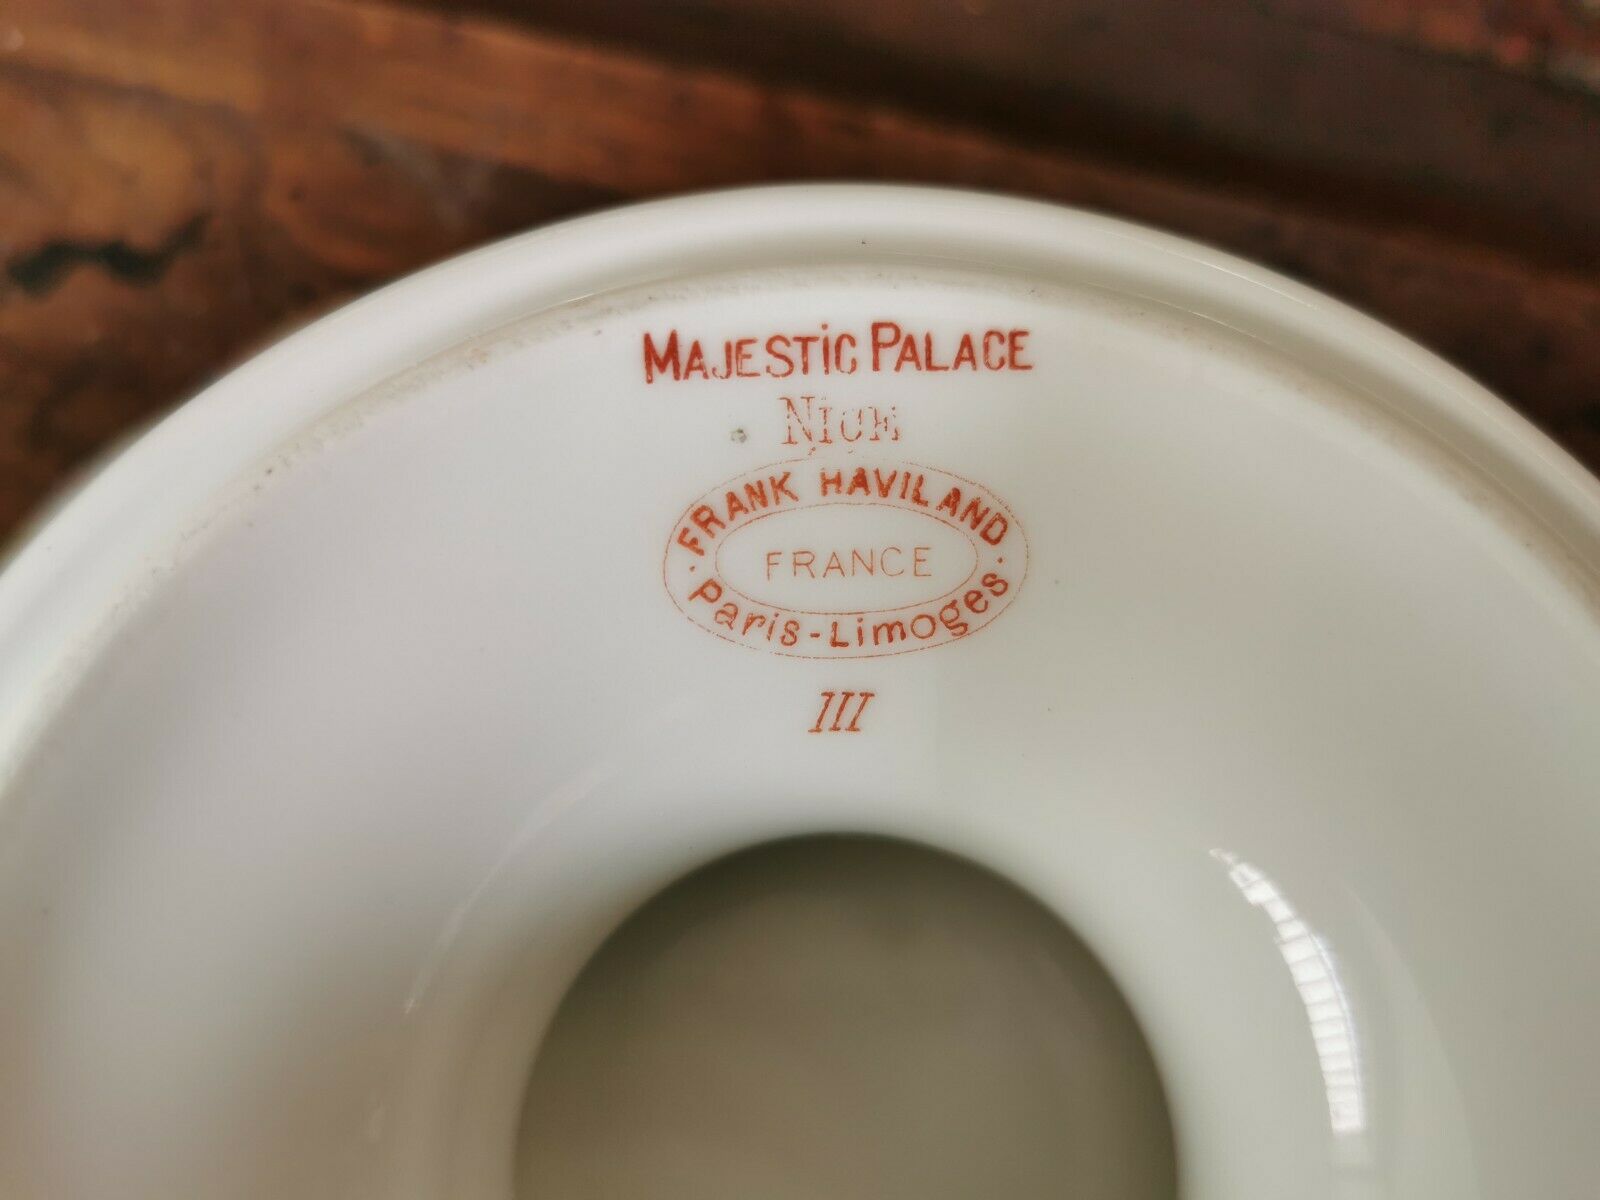 MAJESTiC PALACE
NICE
FRANK HAVILAND
FRANCE
Paris-Limoges
III